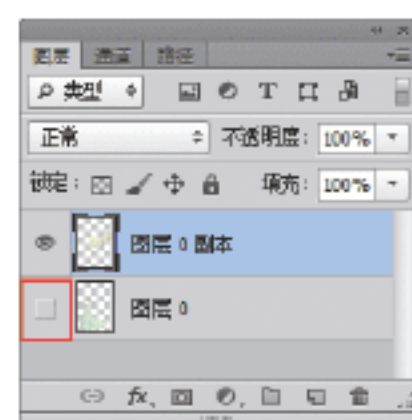 图层 通道 路径
类型 T
正常 不透明度: 100%
锁定: 填充: 100%
图层 0 副本
图层 0
fx.